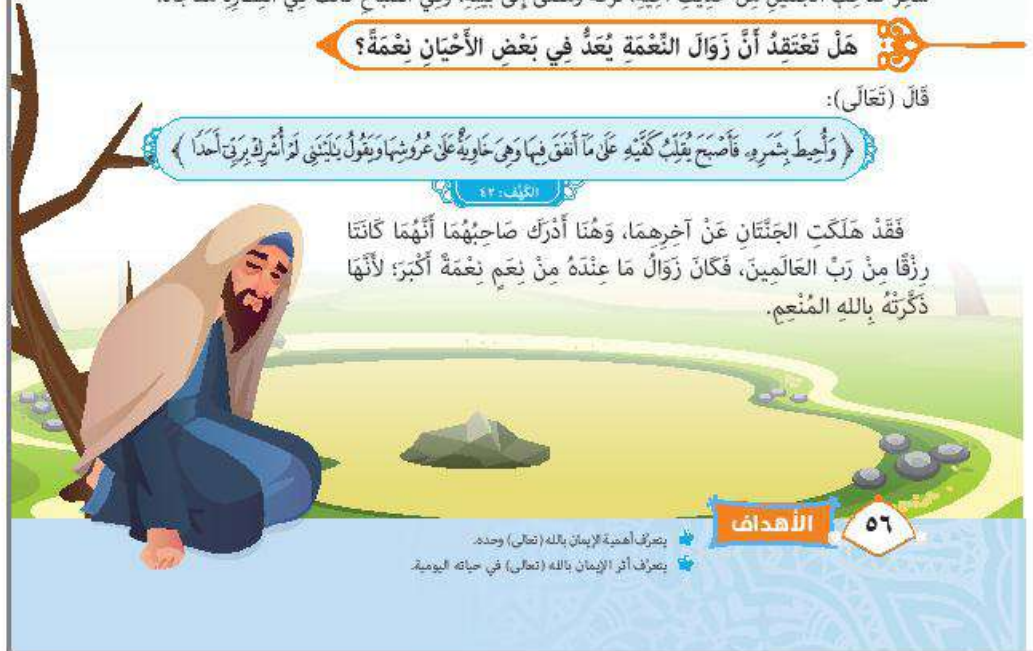 هَلْ تَعْتَقِدُ أَنَّ زَوَالَ النِّعْمَةِ يُعَدُّ فِي بَعْضِ الأَحْيَانِ نِعْمَةً؟
قَالَ (تَعَالَى):
﴿ وَأُحِيطَ بِثَمَرِهِۦ فَأَصْبَحَ يُقَلِّبُ كَفَّيْهِ عَلَىٰ مَآ أَنفَقَ فِيهَا وَهِىَ خَاوِيَةٌ عَلَىٰ عُرُوشِهَا وَيَقُولُ يَٰلَيْتَنِى لَمْ أُشْرِكْ بِرَبِّىٓ أَحَدًا ﴾
الكَهْف: ٤٢
فَقَدْ هَلَكَتِ الجَنَّتَانِ عَنْ آخِرِهِمَا، وَهُنَا أَدْرَكَ صَاحِبُهُمَا أَنَّهُمَا كَانَتَا
رِزْقًا مِنْ رَبِّ العَالَمِينَ، فَكَانَ زَوَالُ مَا عِنْدَهُ مِنْ نِعَمٍ نِعْمَةً أَكْبَرَ؛ لأَنَّهَا
ذَكَّرَتْهُ بِاللهِ المُنْعِمِ.
٥٦
الأهداف
يتعرَّف أهمية الإيمان بالله (تعالى) وحده.
يتعرَّف أثر الإيمان بالله (تعالى) في حياته اليومية.